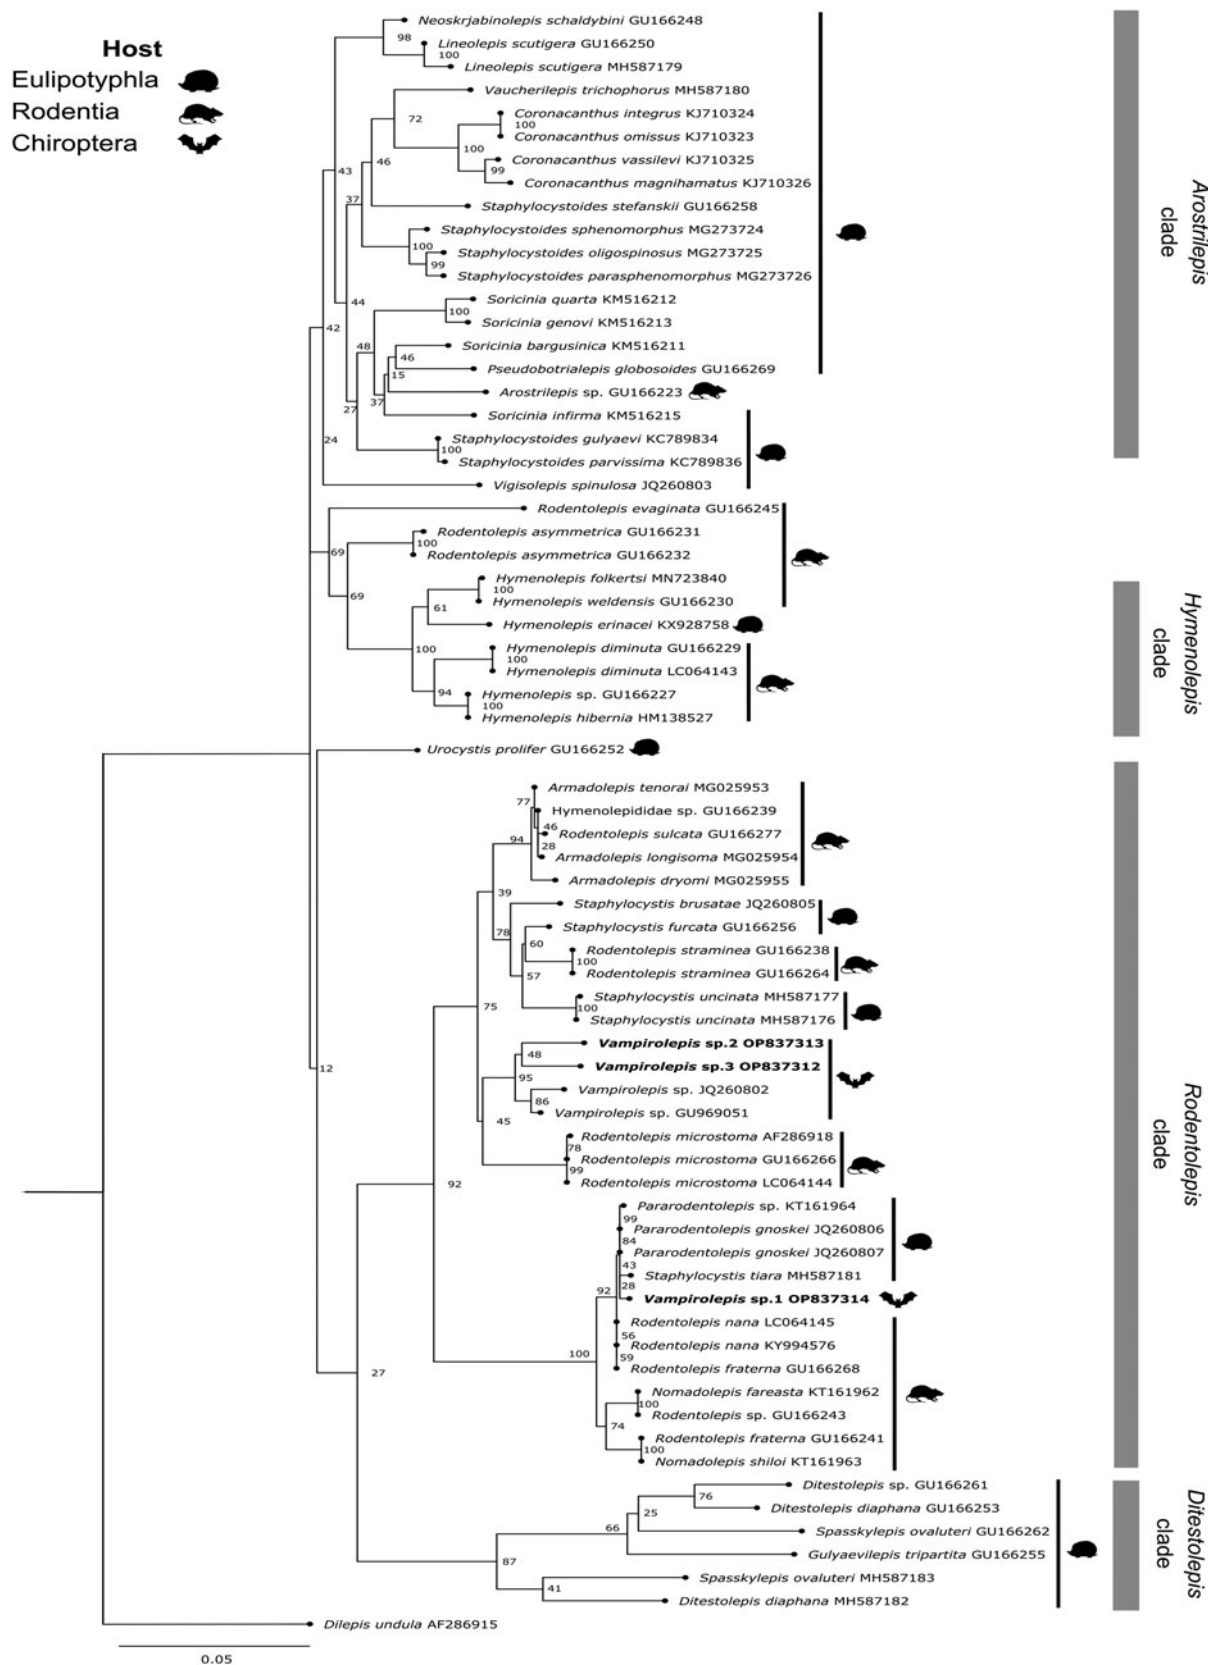 Host
Eulipotyphla
Rodentia
Chiroptera
Neoskrjabinolepis schaldybini GU166248
98
Lineolepis scutigera GU166250
100
Lineolepis scutigera MH587179
Vaucherilepis trichophorus MH587180
72
Coronacanthus integrus KJ710324
100
Coronacanthus omissus KJ710323
100
Coronacanthus vassilevi KJ710325
46
99
43
Coronacanthus magnihamatus KJ710326
37
Staphylocystoides stefanskii GU166258
Staphylocystoides sphenomorphus MG273724
100
Staphylocystoides oligospinosus MG273725
99
Staphylocystoides parasphenomorphus MG273726
Soricinia quarta KM516212
44
100
Soricinia genovi KM516213
42
48
Soricinia bargusinica KM516211
46
Pseudobotrialepis globosoides GU166269
15
Arostrilepis sp. GU166223
37
27
Soricinia infirma KM516215
24
Staphylocystoides gulyaevi KC789834
100
Staphylocystoides parvissima KC789836
Vigisolepis spinulosa JQ260803
Arostrilepis
clade
Rodentolepis evaginata GU166245
Rodentolepis asymmetrica GU166231
100
69
Rodentolepis asymmetrica GU166232
Hymenolepis folkertsi MN723840
100
69
Hymenolepis weldensis GU166230
61
Hymenolepis erinacei KX928758
Hymenolepis diminuta GU166229
100
100
Hymenolepis diminuta LC064143
94
Hymenolepis sp. GU166227
100
Hymenolepis hibernia HM138527
Hymenolepis
clade
Urocystis prolifer GU166252
Armadolepis tenorai MG025953
77
Hymenolepididae sp. GU166239
46
Rodentolepis sulcata GU166277
94
28
Armadolepis longisoma MG025954
Armadolepis dryomi MG025955
39
Staphylocystis brusatae JQ260805
Staphylocystis furcata GU166256
78
60
Rodentolepis straminea GU166238
100
Rodentolepis straminea GU166264
57
Staphylocystis uncinata MH587177
75
100
Staphylocystis uncinata MH587176
Vampirolepis sp.2 OP837313
48
Vampirolepis sp.3 OP837312
12
95
Vampirolepis sp. JQ260802
86
Vampirolepis sp. GU969051
45
Rodentolepis microstoma AF286918
78
Rodentolepis microstoma GU166266
99
92
Rodentolepis microstoma LC064144
Pararodentolepis sp. KT161964
99
Pararodentolepis gnoskei JQ260806
84
Pararodentolepis gnoskei JQ260807
43
Staphylocystis tiara MH587181
28
92
Vampirolepis sp.1 OP837314
Rodentolepis nana LC064145
56
Rodentolepis nana KY994576
100
59
Rodentolepis fraterna GU166268
27
Nomadolepis fareasta KT161962
100
Rodentolepis sp. GU166243
74
Rodentolepis fraterna GU166241
100
Nomadolepis shiloi KT161963
Rodentolepis
clade
Ditestolepis sp. GU166261
76
Ditestolepis diaphana GU166253
25
Spasskylepis ovaluteri GU166262
66
Gulyaevilepis tripartita GU166255
87
Spasskylepis ovaluteri MH587183
41
Ditestolepis diaphana MH587182
Ditestolepis
clade
Dilepis undula AF286915
0.05